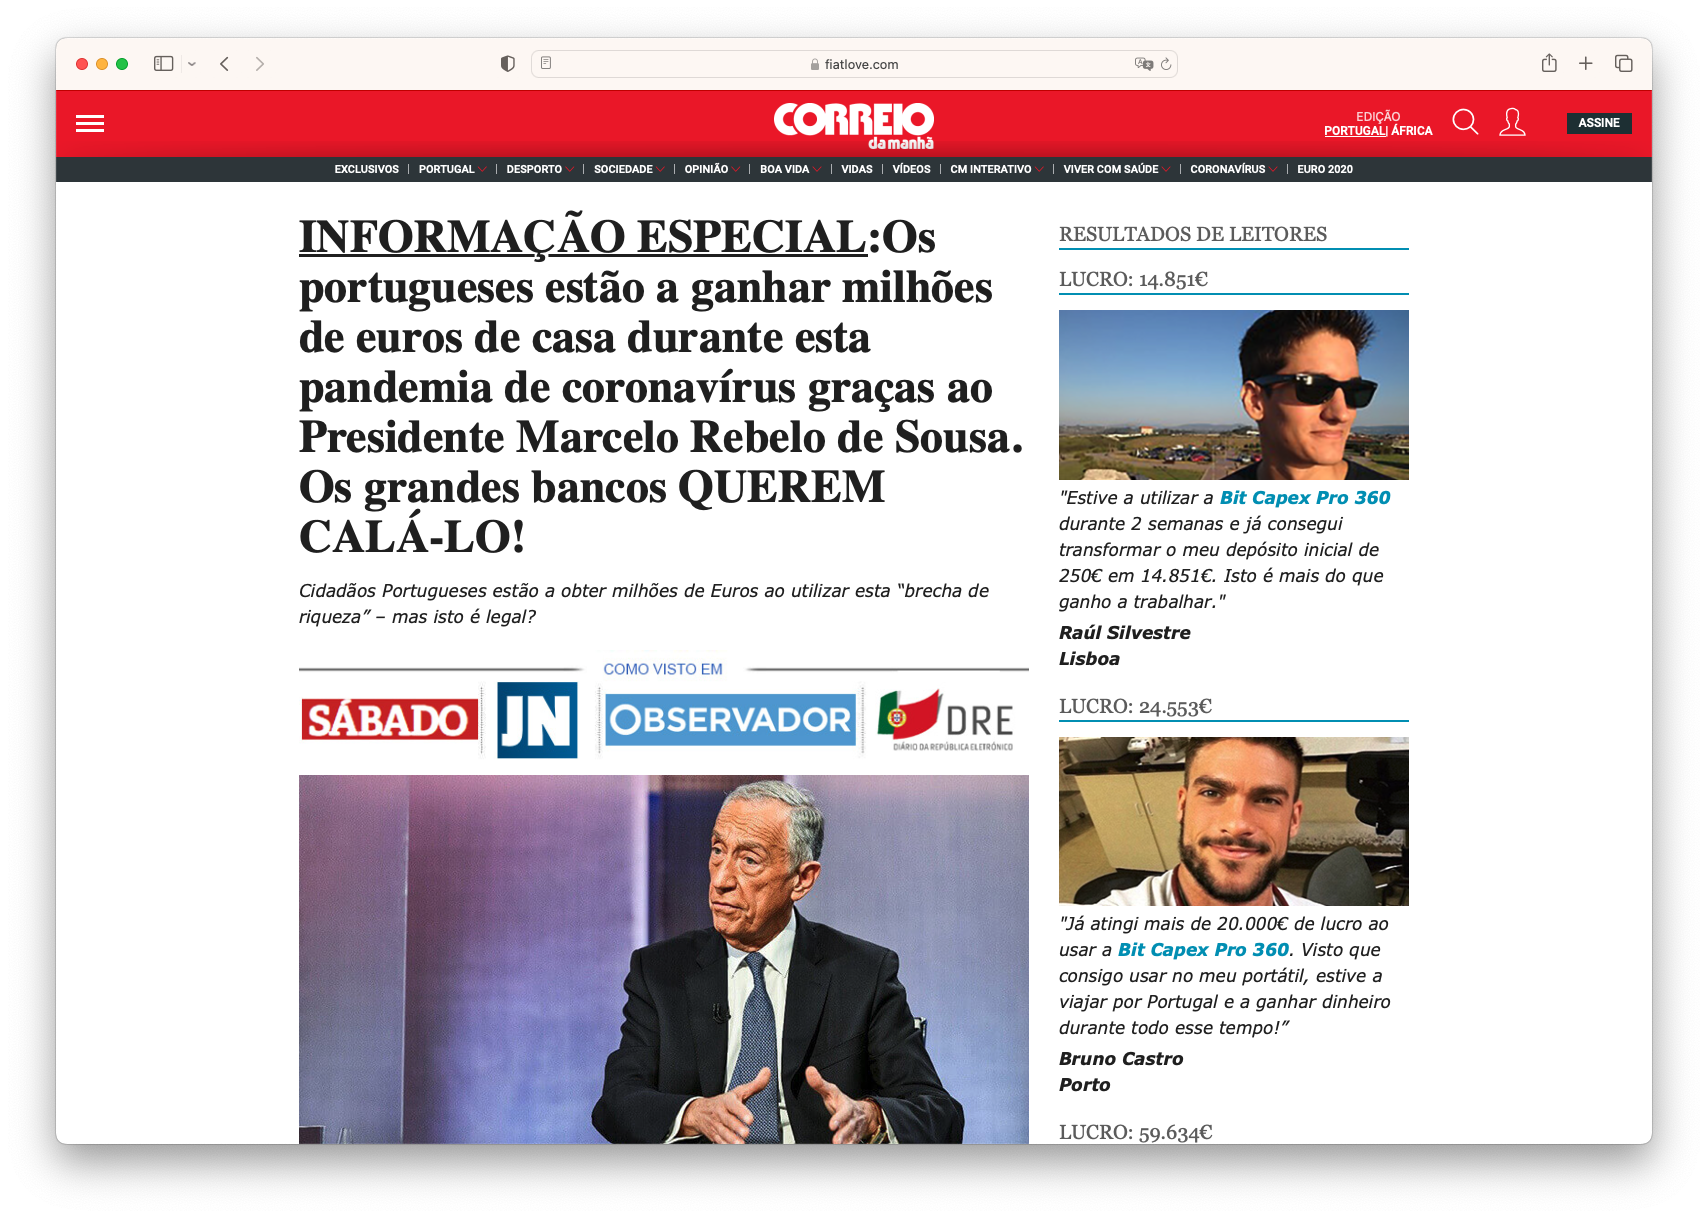 fiatlove.com
CORREIO
da manhã
EDIÇÃO
PORTUGAL| ÁFRICA
ASSINE
EXCLUSIVOS | PORTUGAL | DESPORTO | SOCIEDADE | OPINIÃO | BOA VIDA | VIDAS | VÍDEOS | CM INTERATIVO | VIVER COM SAÚDE | CORONAVÍRUS | EURO 2020
INFORMAÇÃO ESPECIAL:Os
portugueses estão a ganhar milhões
de euros de casa durante esta
pandemia de coronavírus graças ao
Presidente Marcelo Rebelo de Sousa.
Os grandes bancos QUEREM
CALÁ-LO!
Cidadãos Portugueses estão a obter milhões de Euros ao utilizar esta “brecha de
riqueza” – mas isto é legal?
COMO VISTO EM
SÁBADO
JN
OBSERVADOR
DRE
DIÁRIO DA REPÚBLICA ELETRÓNICO
RESULTADOS DE LEITORES
LUCRO: 14.851€
"Estive a utilizar a Bit Capex Pro 360
durante 2 semanas e já consegui
transformar o meu depósito inicial de
250€ em 14.851€. Isto é mais do que
ganho a trabalhar."
Raúl Silvestre
Lisboa
LUCRO: 24.553€
"Já atingi mais de 20.000€ de lucro ao
usar a Bit Capex Pro 360. Visto que
consigo usar no meu portátil, estive a
viajar por Portugal e a ganhar dinheiro
durante todo esse tempo!”
Bruno Castro
Porto
LUCRO: 59.634€